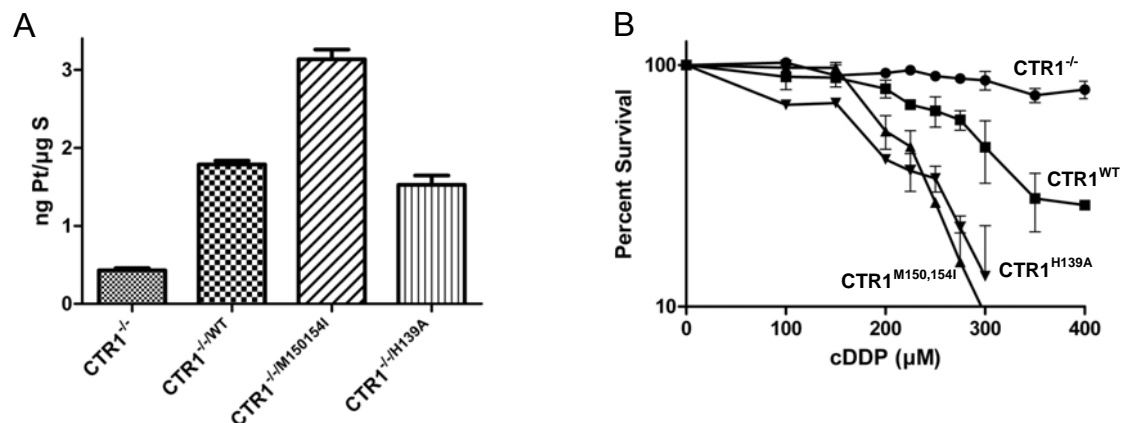 A
ng Pt/µg S
3
2
1
0
CTR1-/-
CTR1-/-/WT
CTR1-/-/M150154I
CTR1-/-/H139A
B
Percent Survival
100
10
0
100
200
300
400
cDDP (µM)
CTR1-/-
CTR1WT
CTR1H139A
CTR1M150,154I